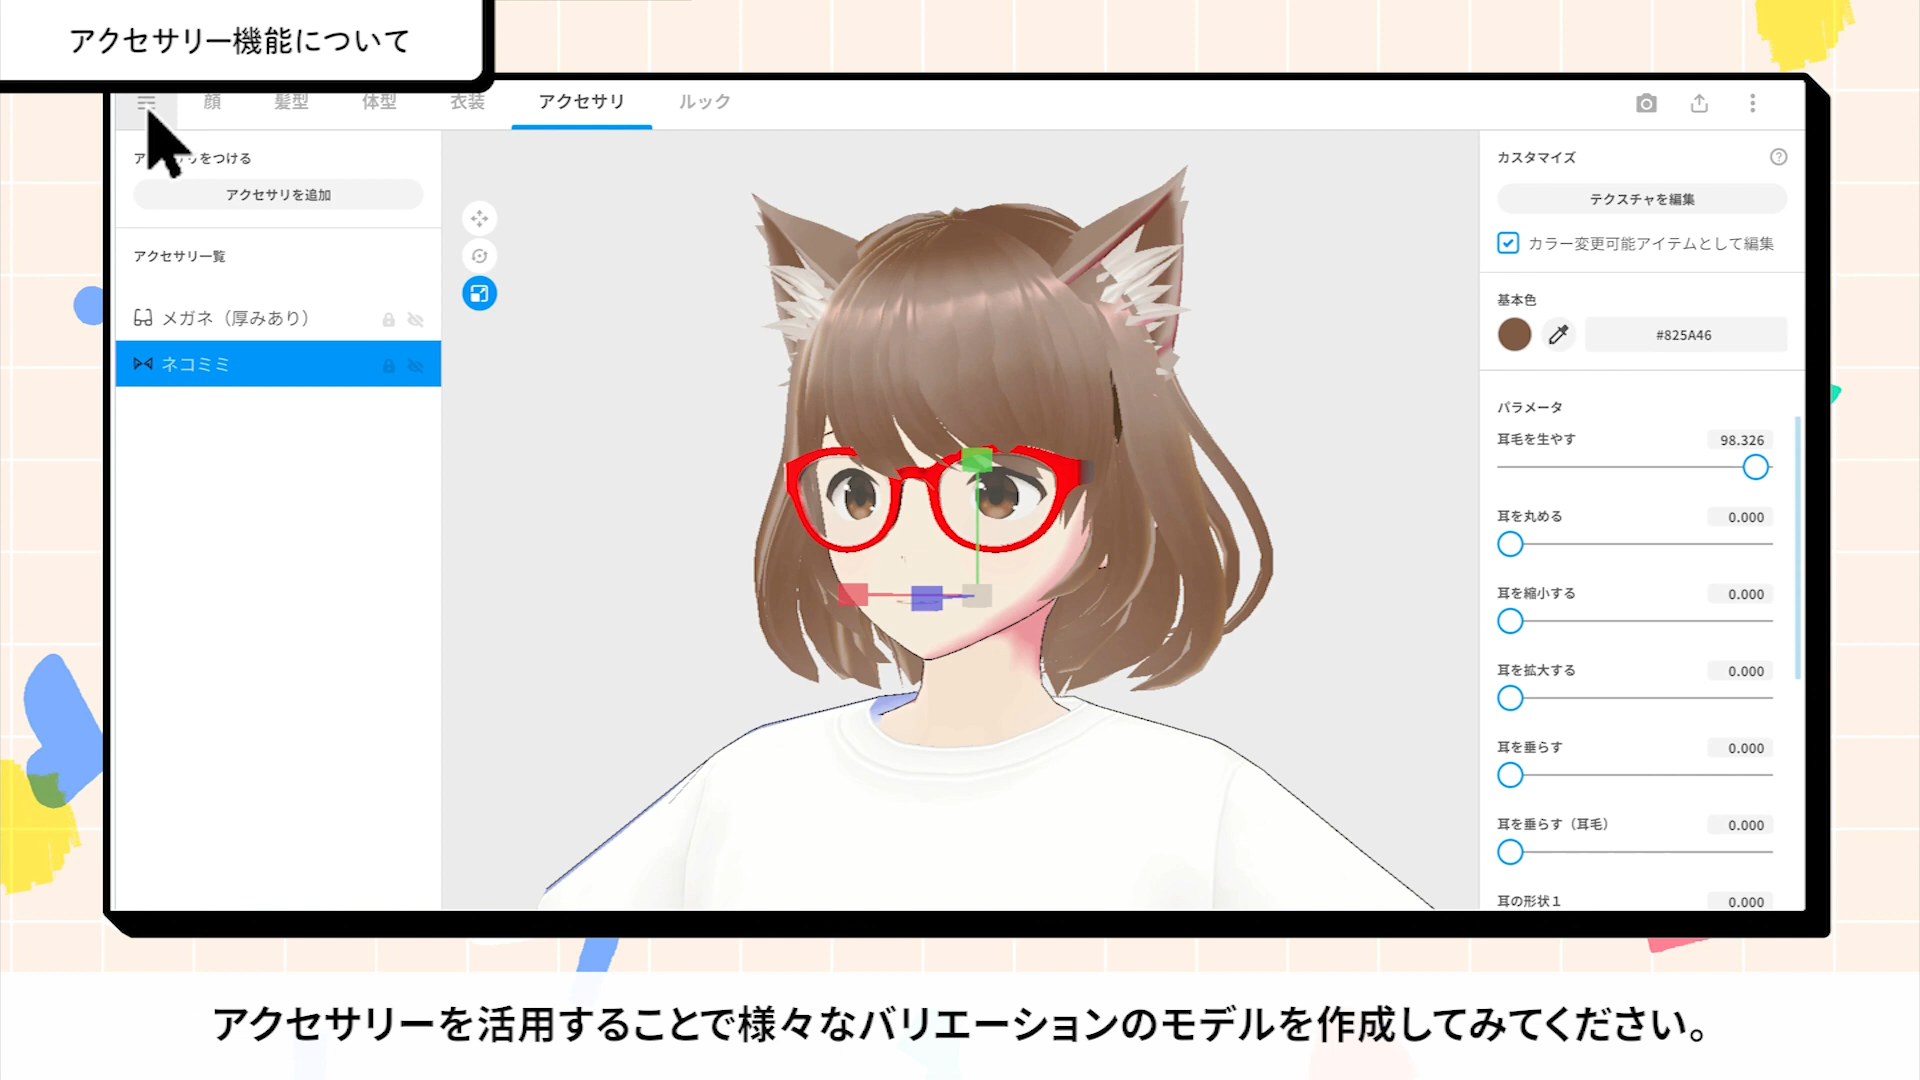 アクセサリー機能について
顔 髪型 体型 衣装 アクセサリ ルック
をつける
アクセサリを追加
アクセサリー覧
メガネ（厚みあり）
ネコミミ
カスタマイズ
テクスチャを編集
カラー変更可能アイテムとして編集
基本色
#825A46
パラメータ
耳毛を生やす 98.326
耳を丸める 0.000
耳を縮小する 0.000
耳を拡大する 0.000
耳を垂らす 0.000
耳を垂らす（耳毛） 0.000
耳の形状1 0.000
アクセサリーを活用することで様々なバリエーションのモデルを作成してみてください。